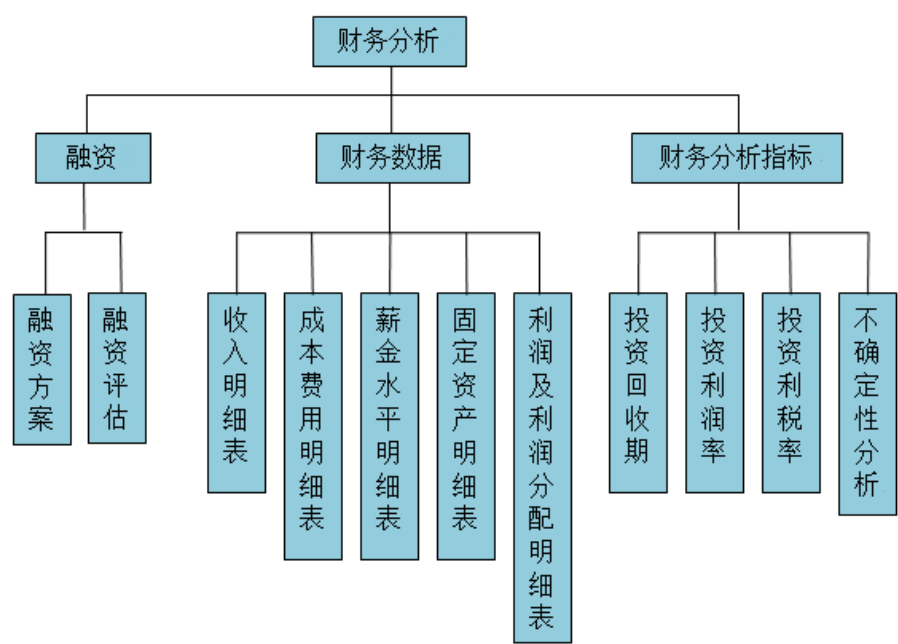 财务分析
融资
财务数据
财务分析指标
融资方案
融资评估
收入明细表
成本费用明细表
薪金水平明细表
固定资产明细表
利润及利润分配明细表
投资回收期
投资利润率
投资利税率
不确定性分析